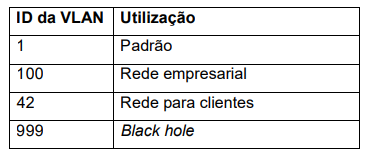 ID da VLAN Utilização
1 Padrão
100 Rede empresarial
42 Rede para clientes
999 Black hole